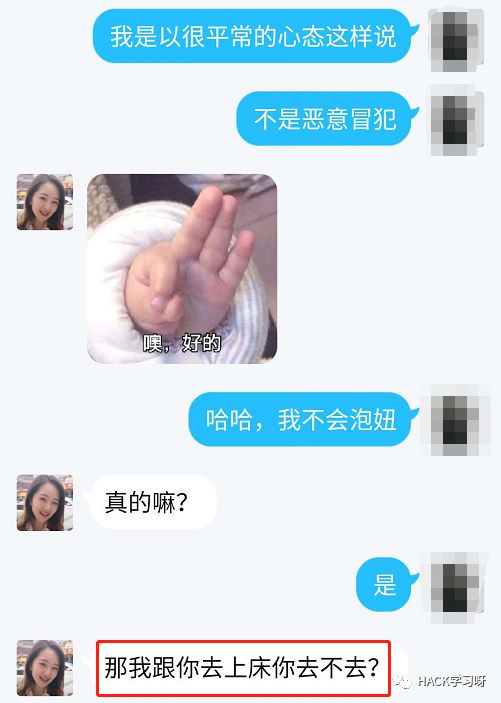 我是以很平常的心态这样说
不是恶意冒犯
噢，好的
哈哈，我不会泡妞
真的嘛？
是
那我跟你去上床你去不去？
HACK学习呀